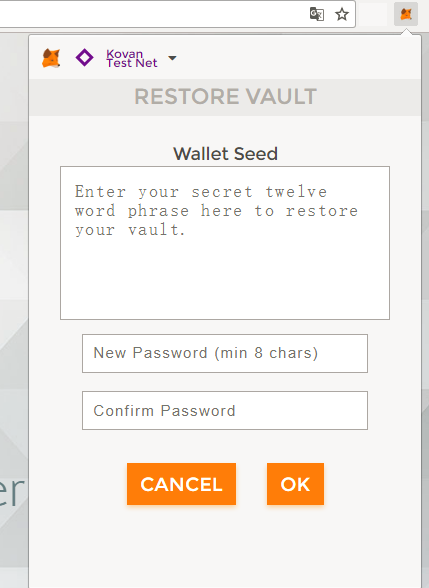 Kovan
Test Net
RESTORE VAULT
Wallet Seed
Enter your secret twelve
word phrase here to restore
your vault.
New Password (min 8 chars)
Confirm Password
er
CANCEL
OK